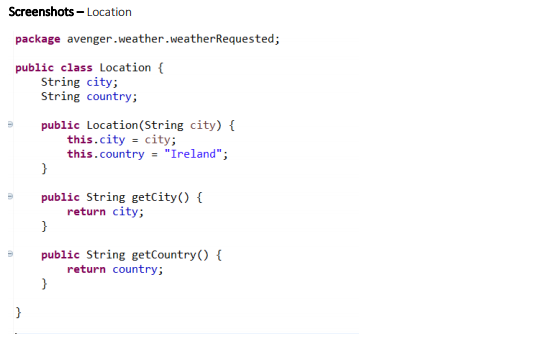 Screenshots – Location
package avenger.weather.weatherRequested;
public class Location {
String city;
String country;
public Location(String city) {
this.city = city;
this.country = "Ireland";
}
public String getCity() {
return city;
}
public String getCountry() {
return country;
}
}